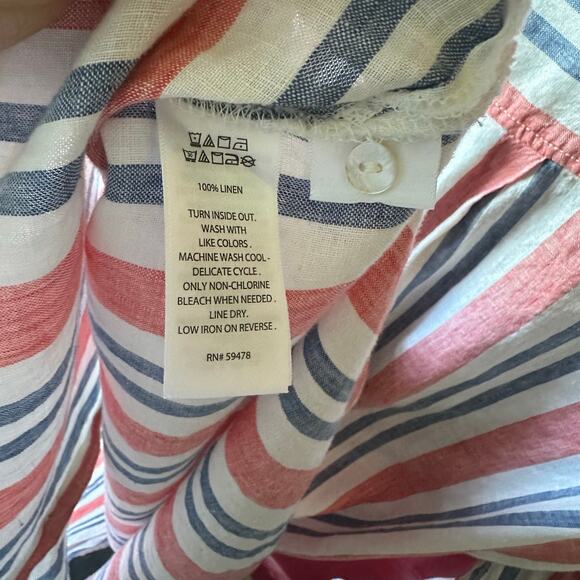 100% LINEN
TURN INSIDE OUT.
WASH WITH
LIKE COLORS .
MACHINE WASH COOL -
DELICATE CYCLE .
ONLY NON-CHLORINE
BLEACH WHEN NEEDED .
LINE DRY.
LOW IRON ON REVERSE .
RN# 59478